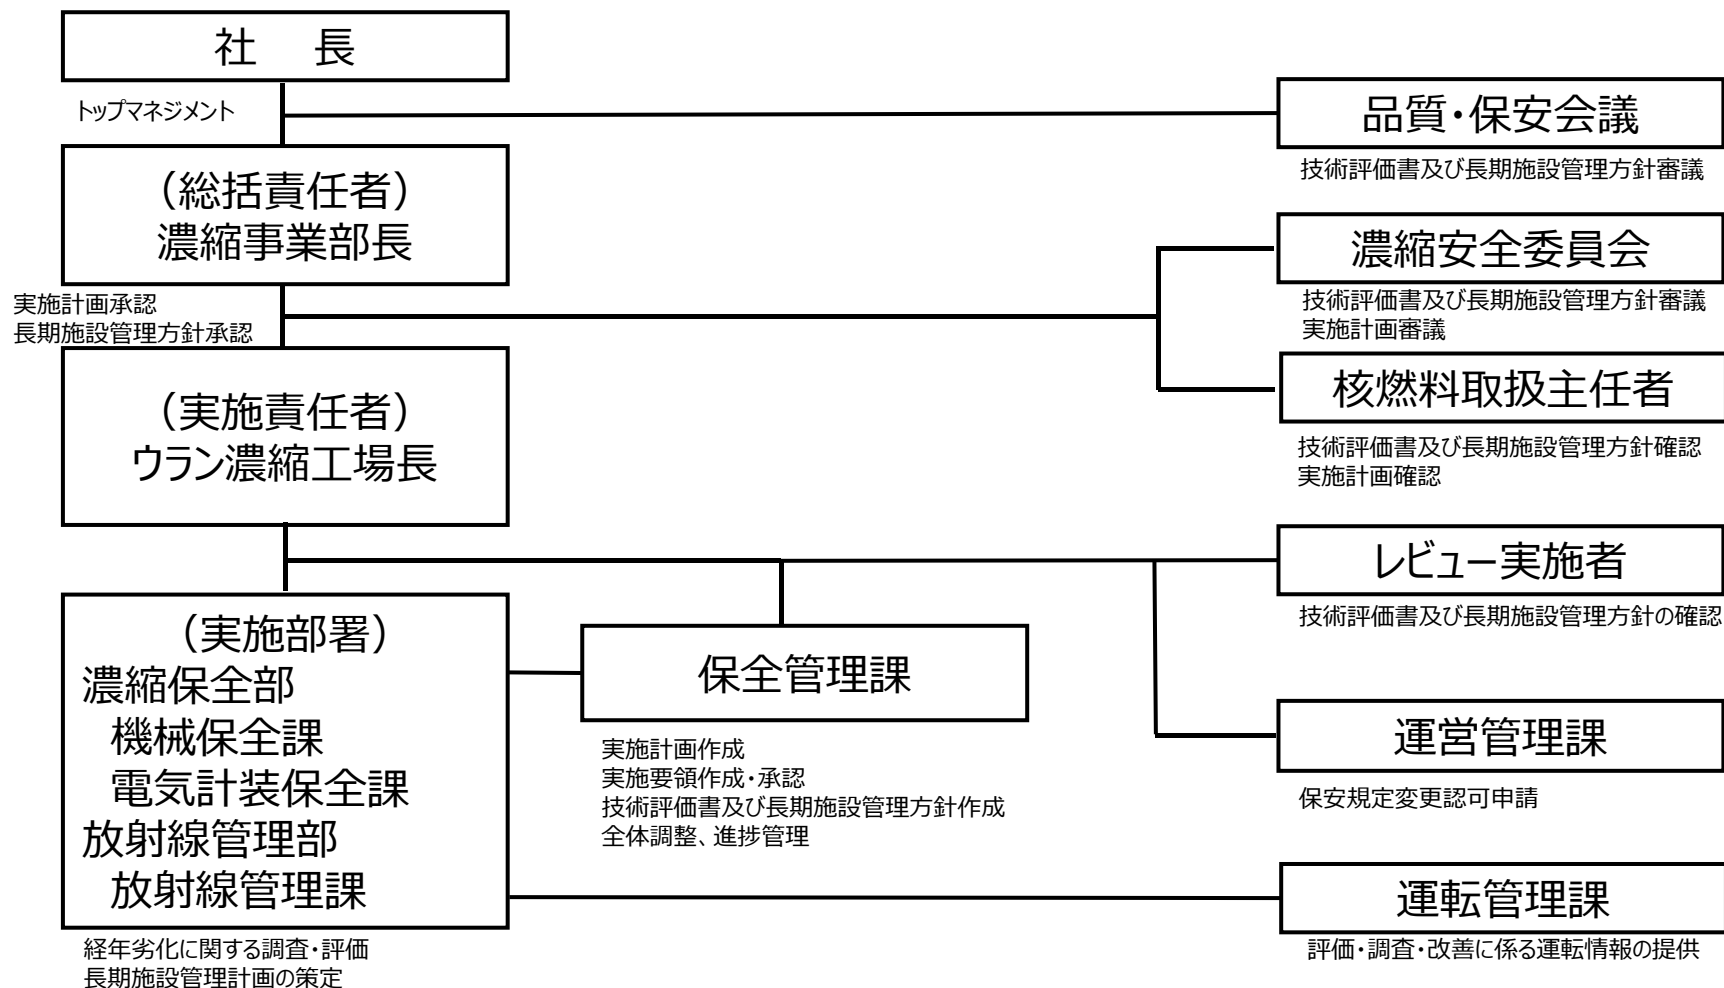 社　長
トップマネジメント
品質・保安会議
技術評価書及び長期施設管理方針審議
（総括責任者）
濃縮事業部長
実施計画承認
長期施設管理方針承認
濃縮安全委員会
技術評価書及び長期施設管理方針審議
実施計画審議
核燃料取扱主任者
技術評価書及び長期施設管理方針確認
実施計画確認
（実施責任者）
ウラン濃縮工場長
レビュー実施者
技術評価書及び長期施設管理方針の確認
（実施部署）
濃縮保全部
機械保全課
電気計装保全課
放射線管理部
放射線管理課
経年劣化に関する調査・評価
長期施設管理計画の策定
保全管理課
実施計画作成
実施要領作成・承認
技術評価書及び長期施設管理方針作成
全体調整、進捗管理
運営管理課
保安規定変更認可申請
運転管理課
評価・調査・改善に係る運転情報の提供